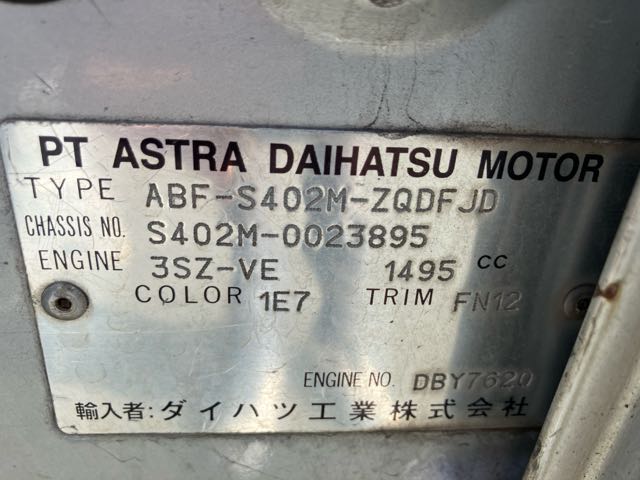 PT ASTRA DAIHATSU MOTOR
TYPE ABF-S402M-ZQDFJD
CHASSIS NO. S402M-0023895
ENGINE 3SZ-VE 1495 CC
COLOR 1E7 TRIM FN12
ENGINE NO. DBY7620
輸入者: ダイハツ工業株式会社